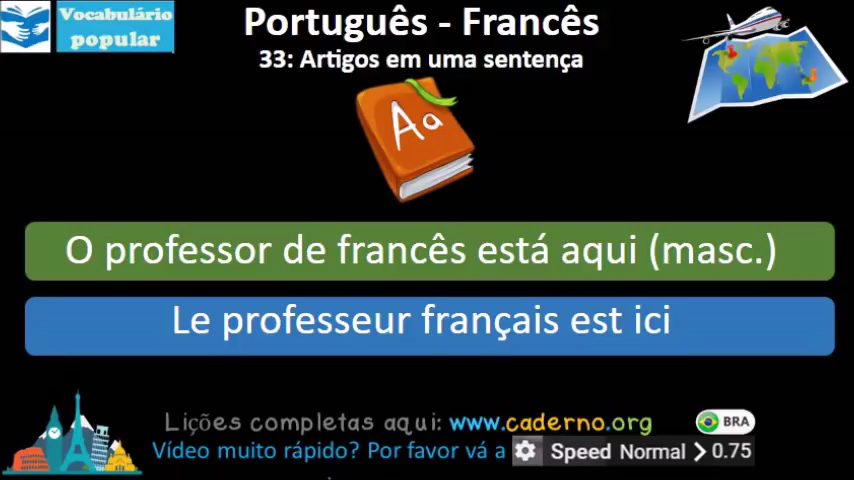 Vocabulário
popular
Português - Francês
33: Artigos em uma sentença
Aa
O professor de francês está aqui (masc.)
Le professeur français est ici
Lições completas aqui: www.caderno.org
BRA
Vídeo muito rápido? Por favor vá a Speed Normal > 0.75